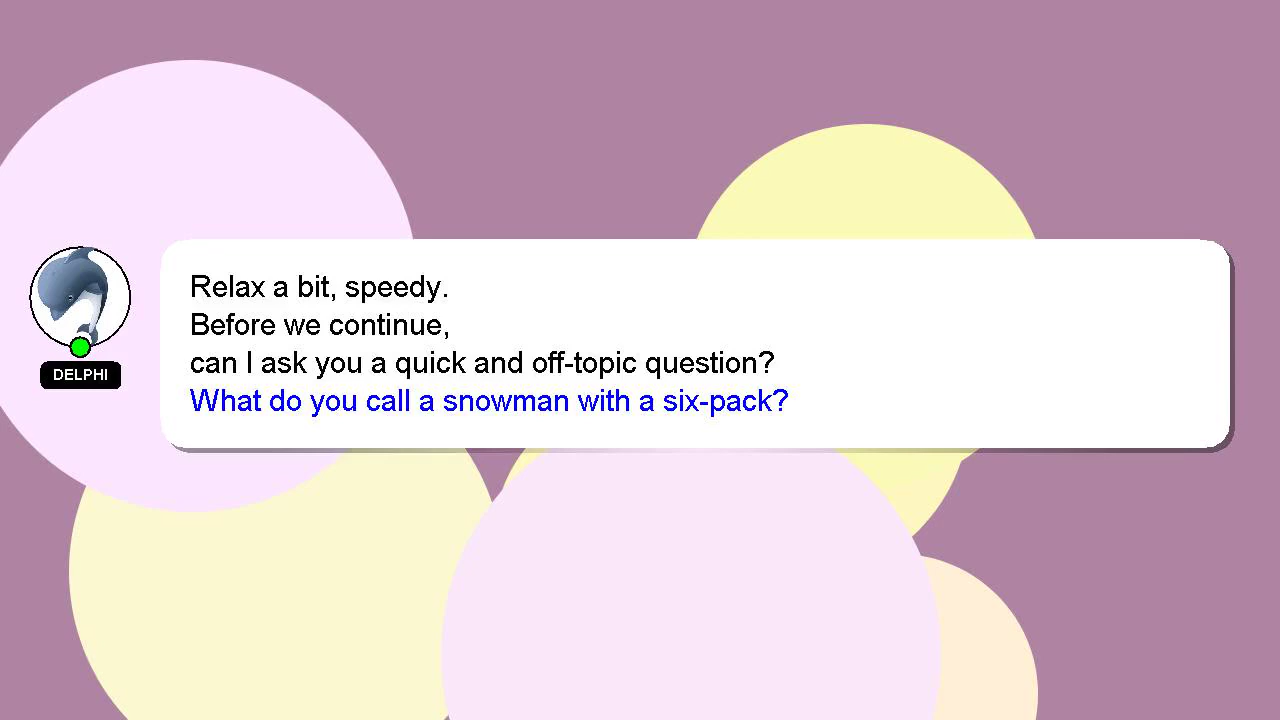 Relax a bit, speedy.
Before we continue,
can I ask you a quick and off-topic question?
What do you call a snowman with a six-pack?
DELPHI